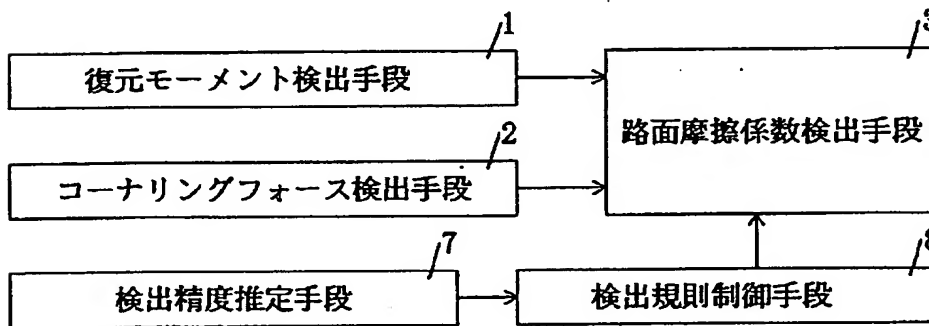 1
復元モーメント検出手段
2
コーナリングフォース検出手段
3
路面摩擦係数検出手段
7
検出精度推定手段
8
検出規則制御手段